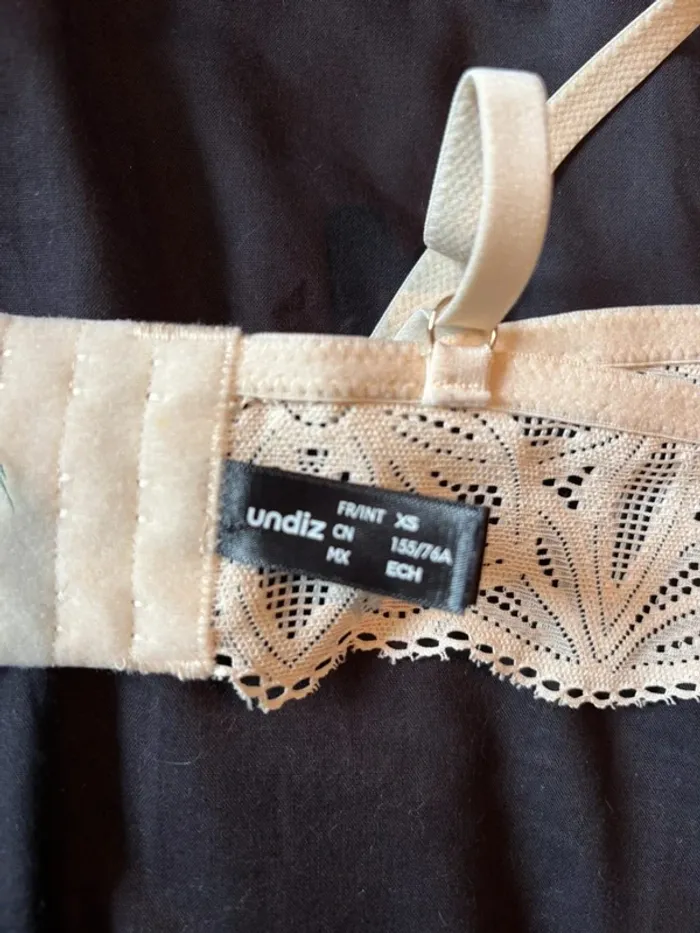 undiz
FR/INT XS
CN 155/76A
MX ECH